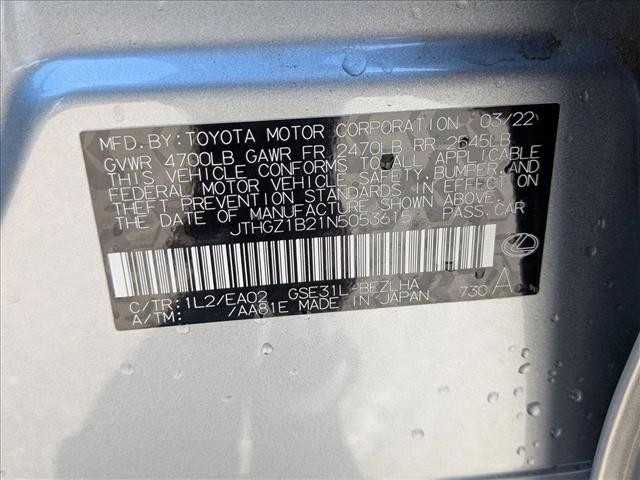 MFD. BY: TOYOTA MOTOR CORPORATION 03/22
GVWR 4700LB GAWR FR 2470LB RR 2545LB
THIS VEHICLE CONFORMS TO ALL APPLICABLE
FEDERAL MOTOR VEHICLE SAFETY, BUMPER, AND
THEFT PREVENTION STANDARDS IN EFFECT ON
THE DATE OF MANUFACTURE SHOWN ABOVE.
JTHGZ1B21N5053615 PASS. CAR
C/TR: 1L2/EA02 GSE31L-BEZLHA
A/TM: /AA81E MADE IN JAPAN 730 A